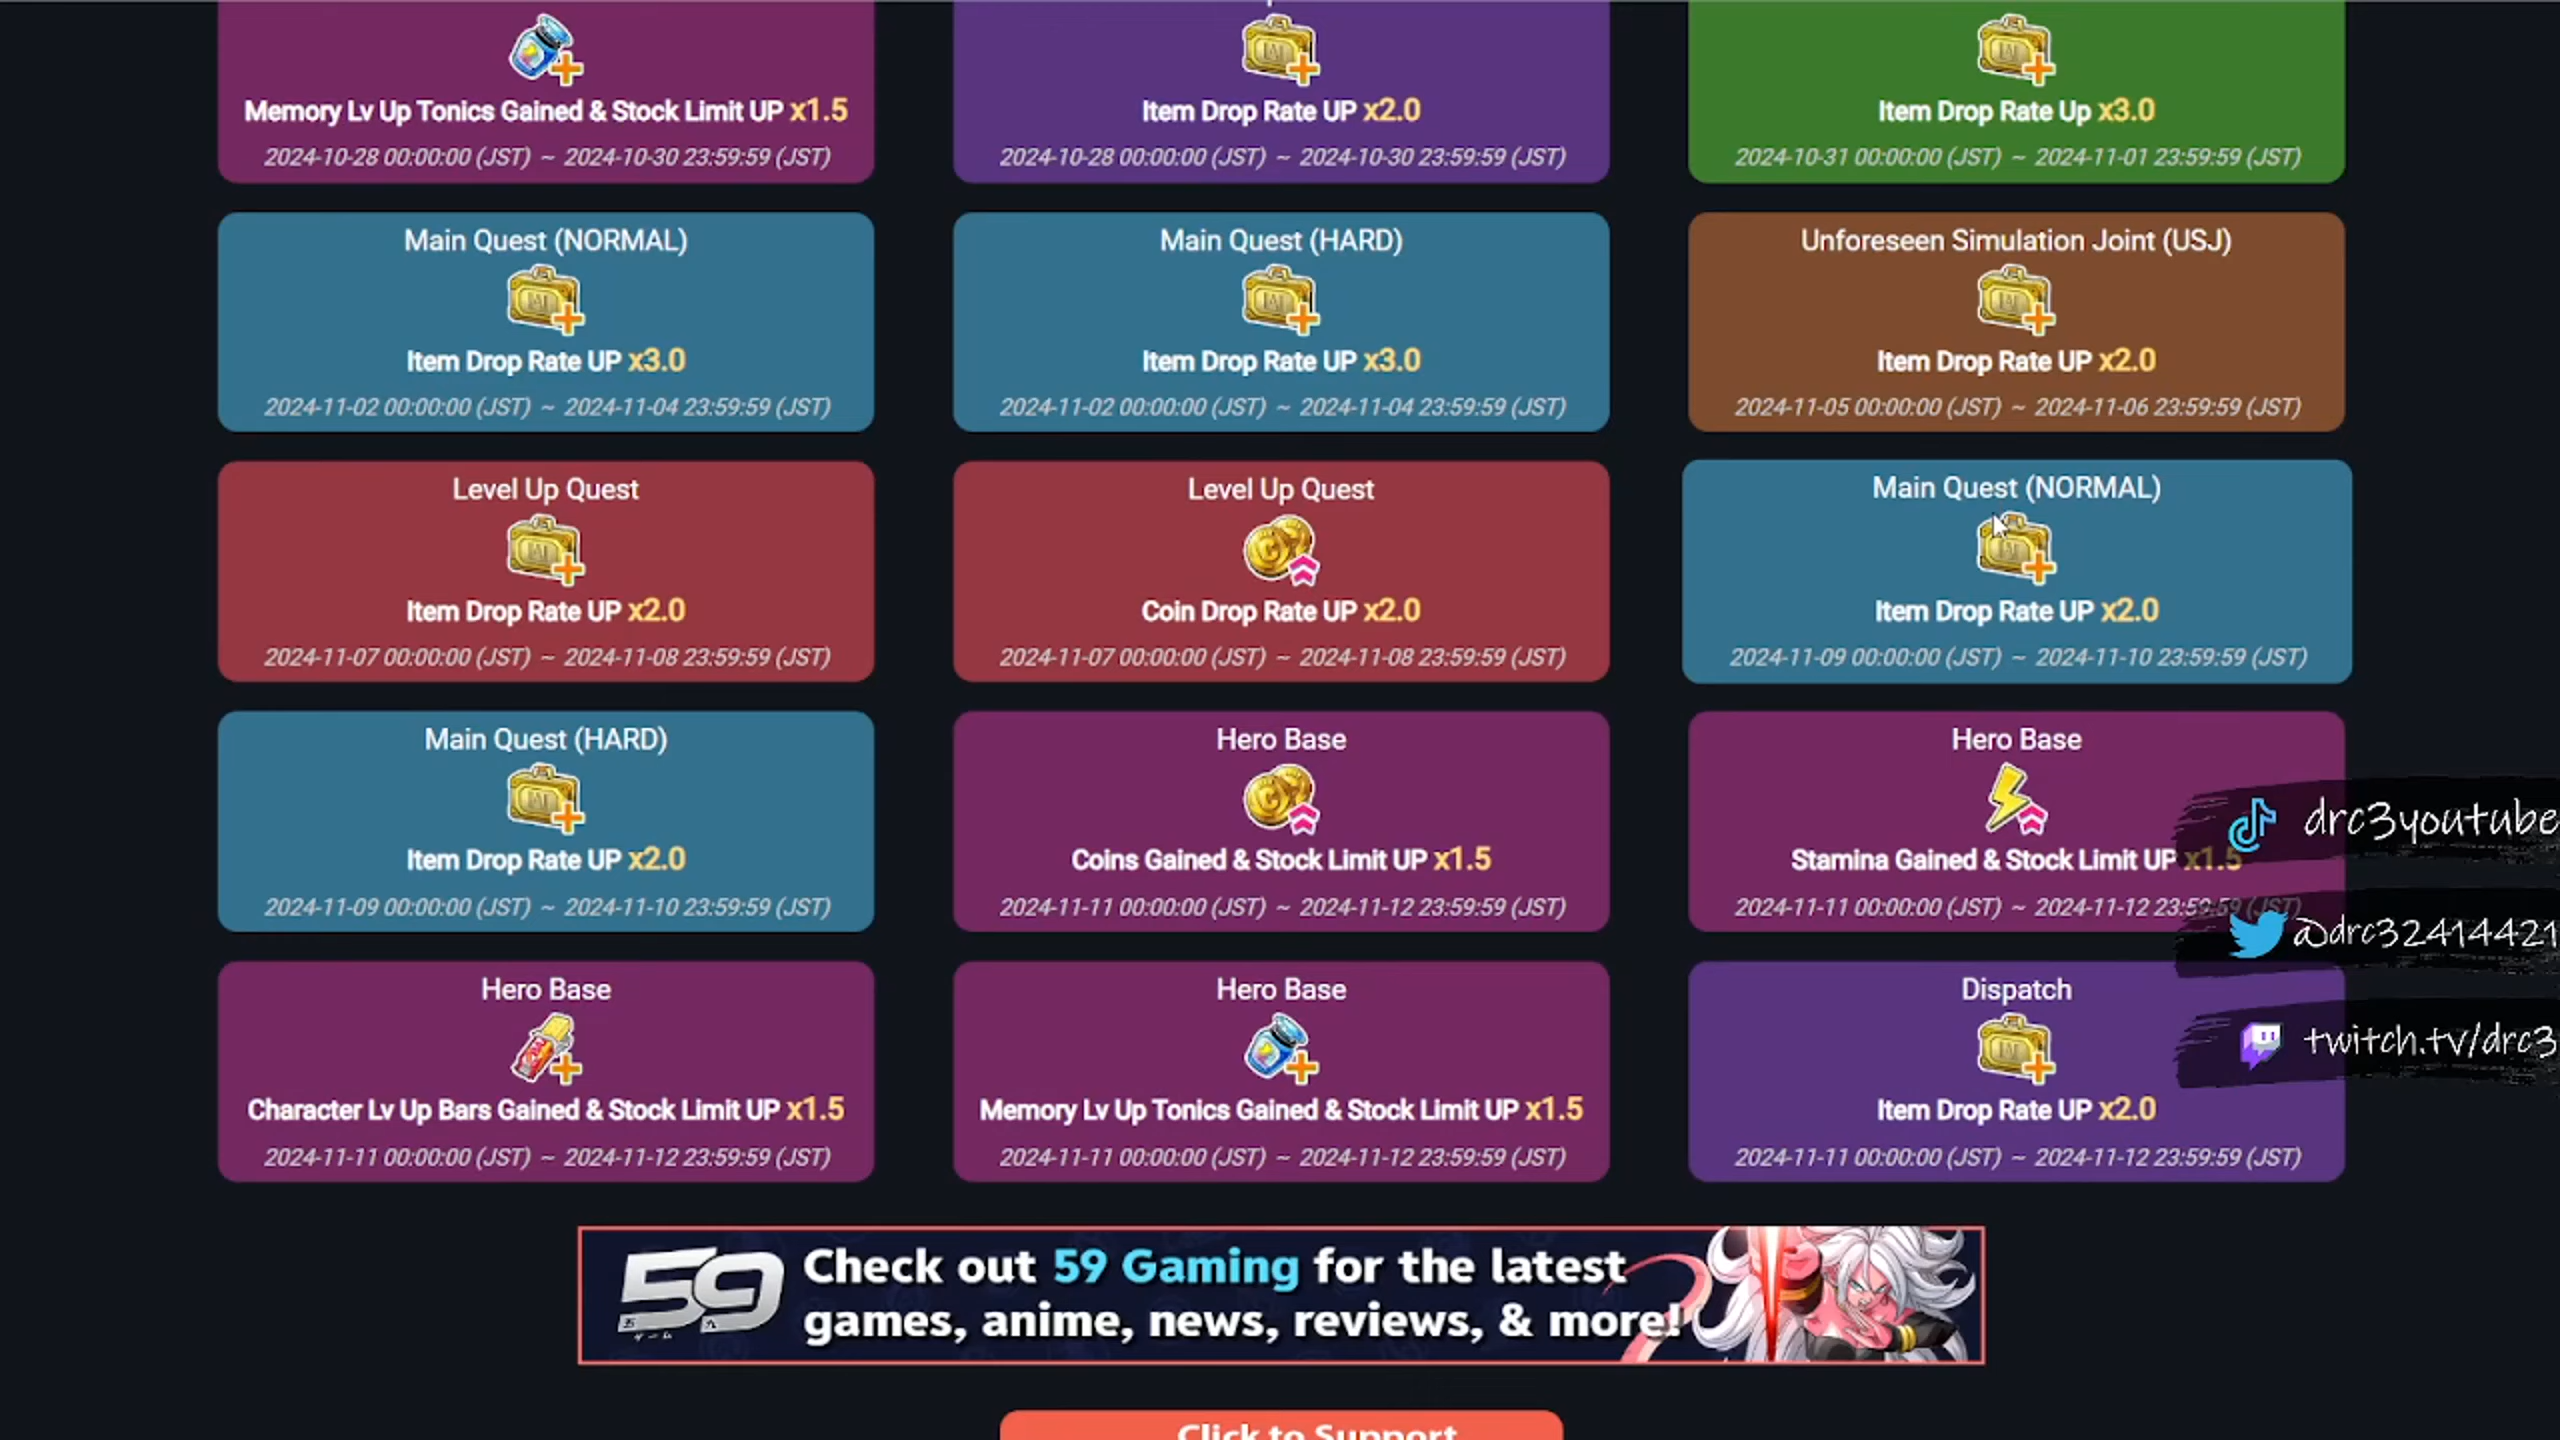 Memory Lv Up Tonics Gained & Stock Limit UP x1.5
2024-10-28 00:00:00 (JST) ~ 2024-10-30 23:59:59 (JST)
Item Drop Rate UP x2.0
2024-10-28 00:00:00 (JST) ~ 2024-10-30 23:59:59 (JST)
Item Drop Rate Up x3.0
2024-10-31 00:00:00 (JST) ~ 2024-11-01 23:59:59 (JST)
Main Quest (NORMAL)
Item Drop Rate UP x3.0
2024-11-02 00:00:00 (JST) ~ 2024-11-04 23:59:59 (JST)
Main Quest (HARD)
Item Drop Rate UP x3.0
2024-11-02 00:00:00 (JST) ~ 2024-11-04 23:59:59 (JST)
Unforeseen Simulation Joint (USJ)
Item Drop Rate UP x2.0
2024-11-05 00:00:00 (JST) ~ 2024-11-06 23:59:59 (JST)
Level Up Quest
Item Drop Rate UP x2.0
2024-11-07 00:00:00 (JST) ~ 2024-11-08 23:59:59 (JST)
Level Up Quest
Coin Drop Rate UP x2.0
2024-11-07 00:00:00 (JST) ~ 2024-11-08 23:59:59 (JST)
Main Quest (NORMAL)
Item Drop Rate UP x2.0
2024-11-09 00:00:00 (JST) ~ 2024-11-10 23:59:59 (JST)
Main Quest (HARD)
Item Drop Rate UP x2.0
2024-11-09 00:00:00 (JST) ~ 2024-11-10 23:59:59 (JST)
Hero Base
Coins Gained & Stock Limit UP x1.5
2024-11-11 00:00:00 (JST) ~ 2024-11-12 23:59:59 (JST)
Hero Base
Stamina Gained & Stock Limit UP x1.5
2024-11-11 00:00:00 (JST) ~ 2024-11-12 23:59:59 (JST)
drc3youtube
@drc32414421
twitch.tv/drc3
Hero Base
Character Lv Up Bars Gained & Stock Limit UP x1.5
2024-11-11 00:00:00 (JST) ~ 2024-11-12 23:59:59 (JST)
Hero Base
Memory Lv Up Tonics Gained & Stock Limit UP x1.5
2024-11-11 00:00:00 (JST) ~ 2024-11-12 23:59:59 (JST)
Dispatch
Item Drop Rate UP x2.0
2024-11-11 00:00:00 (JST) ~ 2024-11-12 23:59:59 (JST)
59
Check out 59 Gaming for the latest
games, anime, news, reviews, & more!
Click to Support